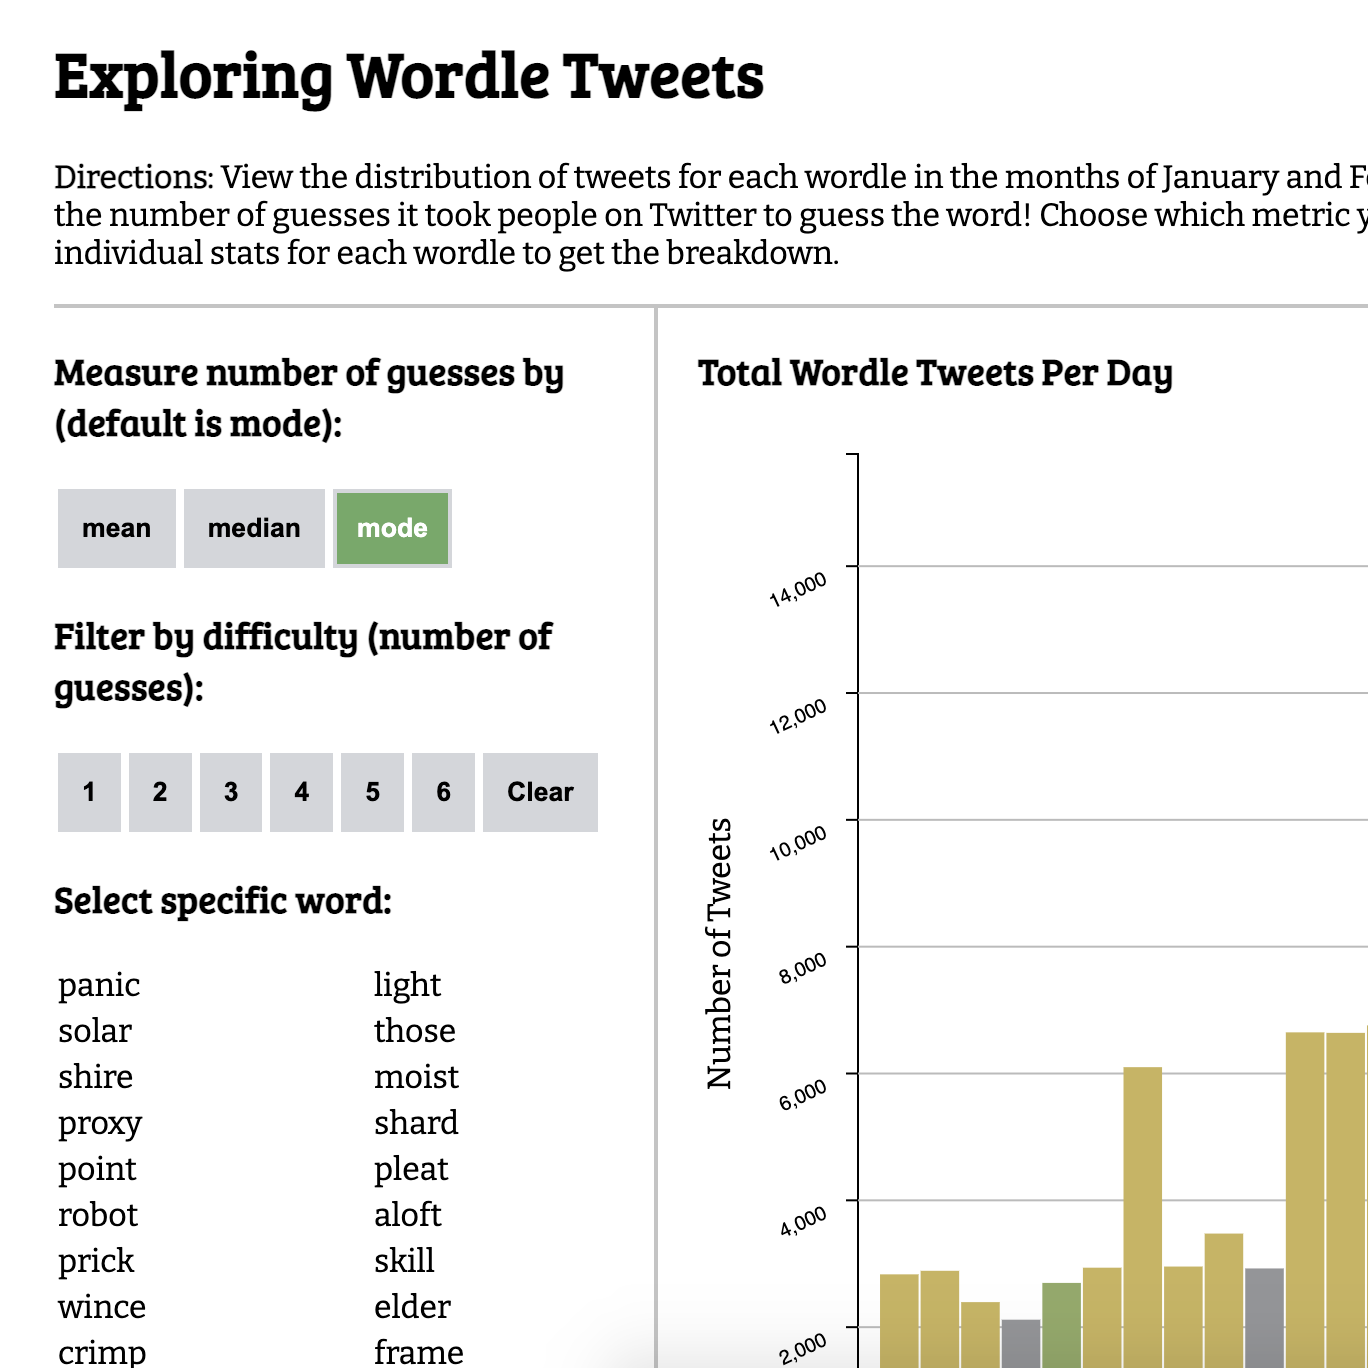 Exploring Wordle Tweets
Directions: View the distribution of tweets for each wordle in the months of January and
the number of guesses it took people on Twitter to guess the word! Choose which metric
individual stats for each wordle to get the breakdown.
Measure number of guesses by
(default is mode):
mean median mode
Filter by difficulty (number of
guesses):
1 2 3 4 5 6 Clear
Select specific word:
panic light
solar those
shire moist
proxy shard
point pleat
robot aloft
prick skill
wince elder
crimp frame
Total Wordle Tweets Per Day
Number of Tweets
14,000
12,000
10,000
8,000
6,000
4,000
2,000